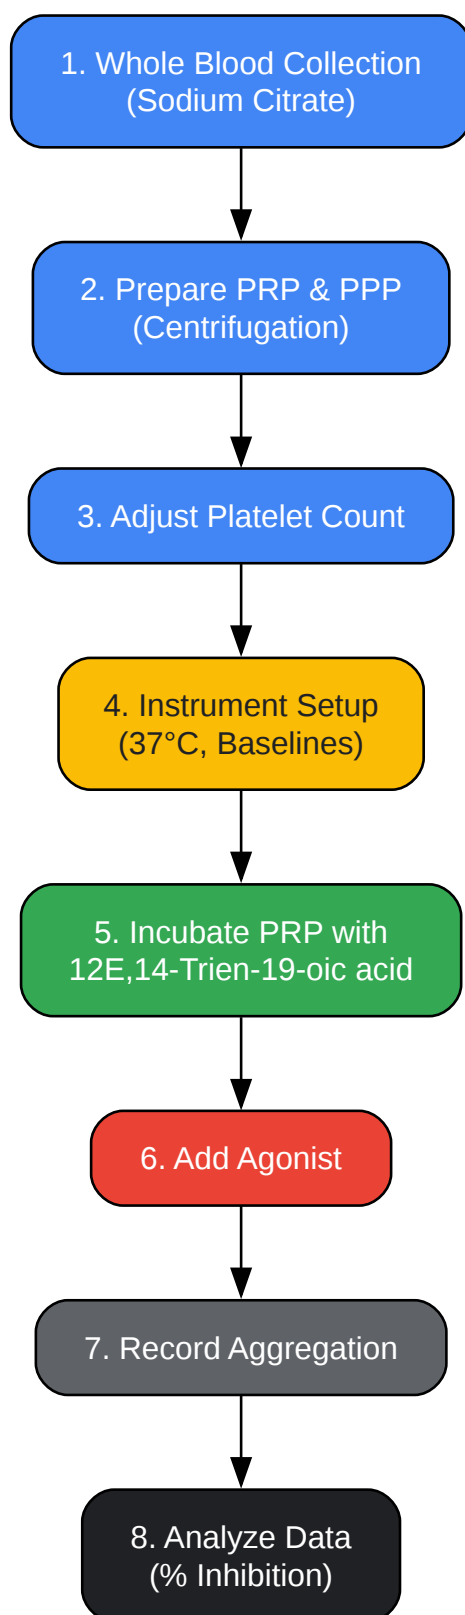 1. Whole Blood Collection
(Sodium Citrate)
2. Prepare PRP & PPP
(Centrifugation)
3. Adjust Platelet Count
4. Instrument Setup
(37°C, Baselines)
5. Incubate PRP with
12E,14-Trien-19-oic acid
6. Add Agonist
7. Record Aggregation
8. Analyze Data
(% Inhibition)